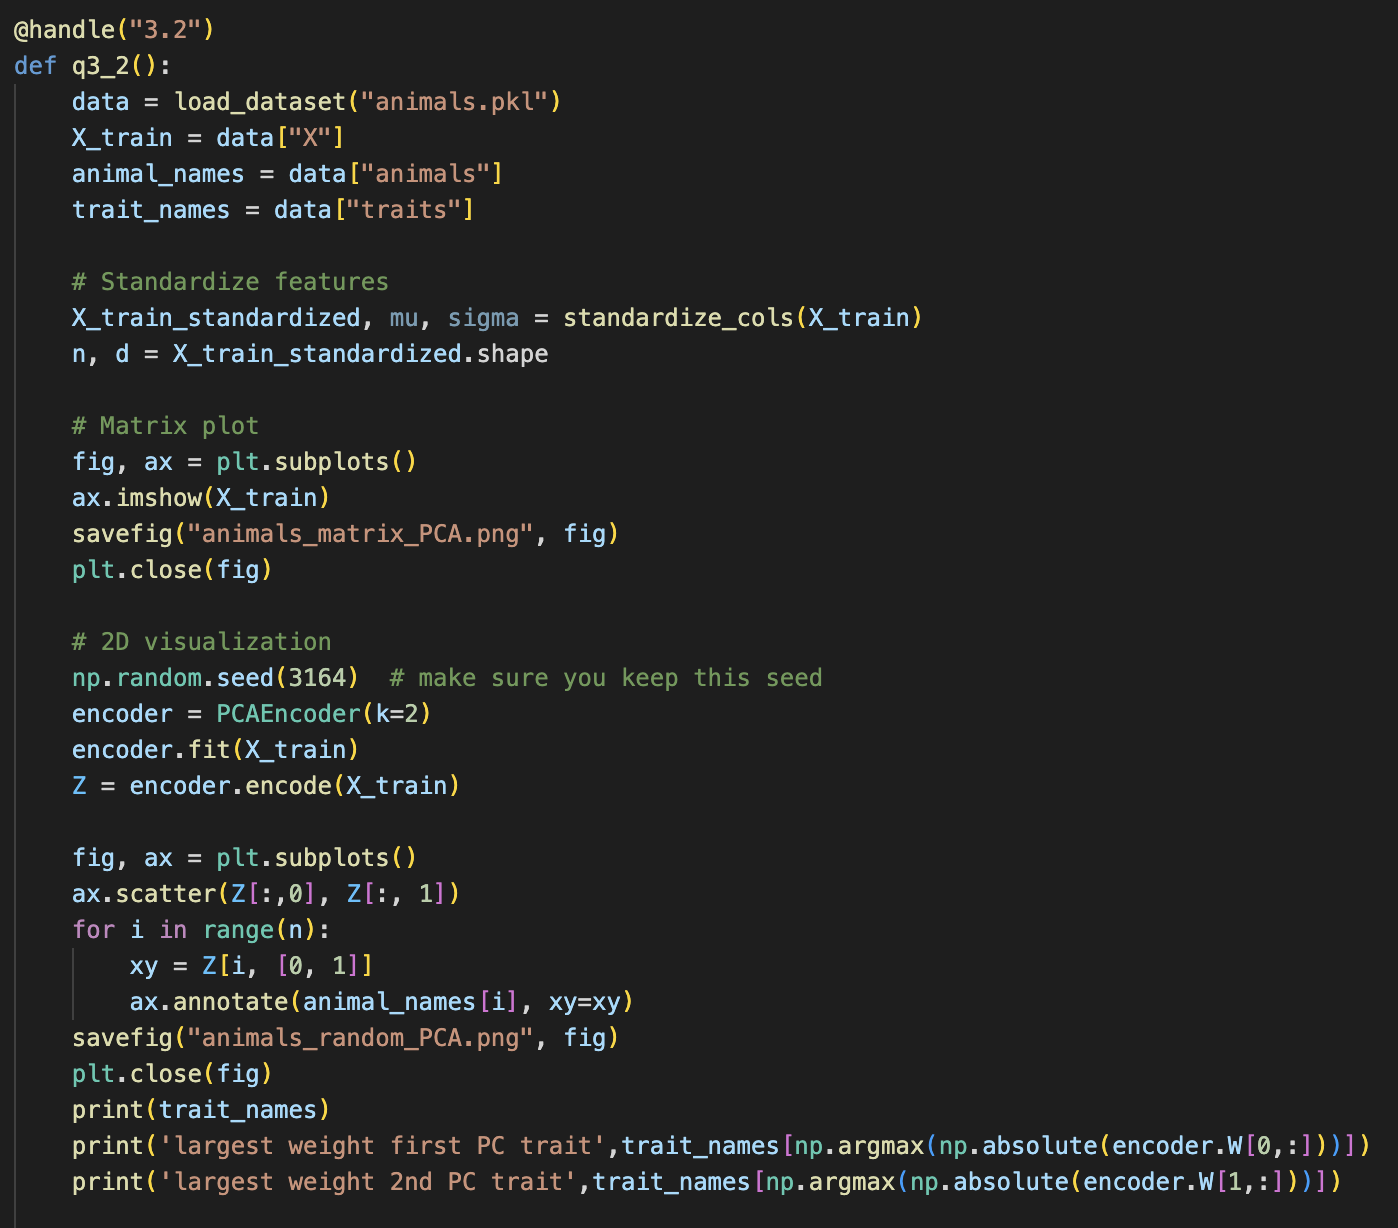 @handle("3.2")
def q3_2():
    data = load_dataset("animals.pkl")
    X_train = data["X"]
    animal_names = data["animals"]
    trait_names = data["traits"]

    # Standardize features
    X_train_standardized, mu, sigma = standardize_cols(X_train)
    n, d = X_train_standardized.shape

    # Matrix plot
    fig, ax = plt.subplots()
    ax.imshow(X_train)
    savefig("animals_matrix_PCA.png", fig)
    plt.close(fig)

    # 2D visualization
    np.random.seed(3164)  # make sure you keep this seed
    encoder = PCAEncoder(k=2)
    encoder.fit(X_train)
    Z = encoder.encode(X_train)

    fig, ax = plt.subplots()
    ax.scatter(Z[:,0], Z[:, 1])
    for i in range(n):
        xy = Z[i, [0, 1]]
        ax.annotate(animal_names[i], xy=xy)
    savefig("animals_random_PCA.png", fig)
    plt.close(fig)
    print(trait_names)
    print('largest weight first PC trait',trait_names[np.argmax(np.absolute(encoder.W[0,:]))])
    print('largest weight 2nd PC trait',trait_names[np.argmax(np.absolute(encoder.W[1,:]))])